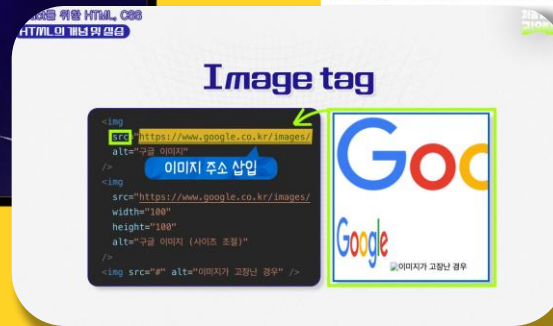 위한 HTML, CSS
HTML의 개념 및 실습
Image tag
<img
src="https://www.google.co.kr/images/
alt="구글 이미지"
이미지 주소 삽입
/>
<img
src="https://www.google.co.kr/images/
width="100"
height="100"
alt="구글 이미지 (사이즈 조절)"
/>
<img src="#" alt="이미지가 고장난 경우" />
Goo
Google
이미지가 고장난 경우